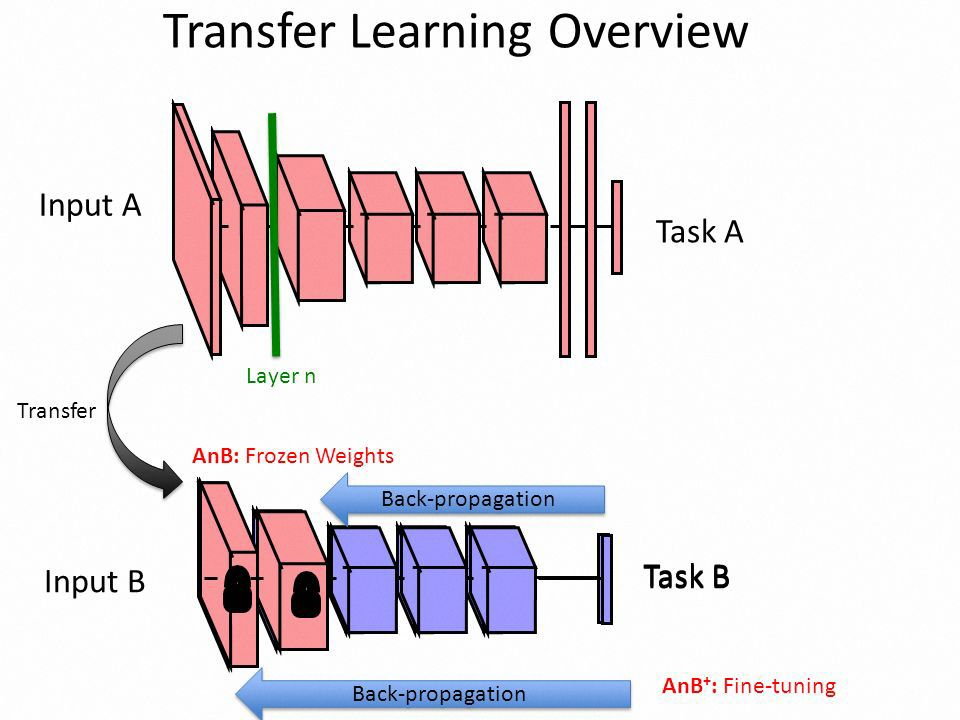 Transfer Learning Overview
Input A
Task A
Layer n
Transfer
AnB: Frozen Weights
Back-propagation
Input B
Task B
Back-propagation
AnB⁺: Fine-tuning